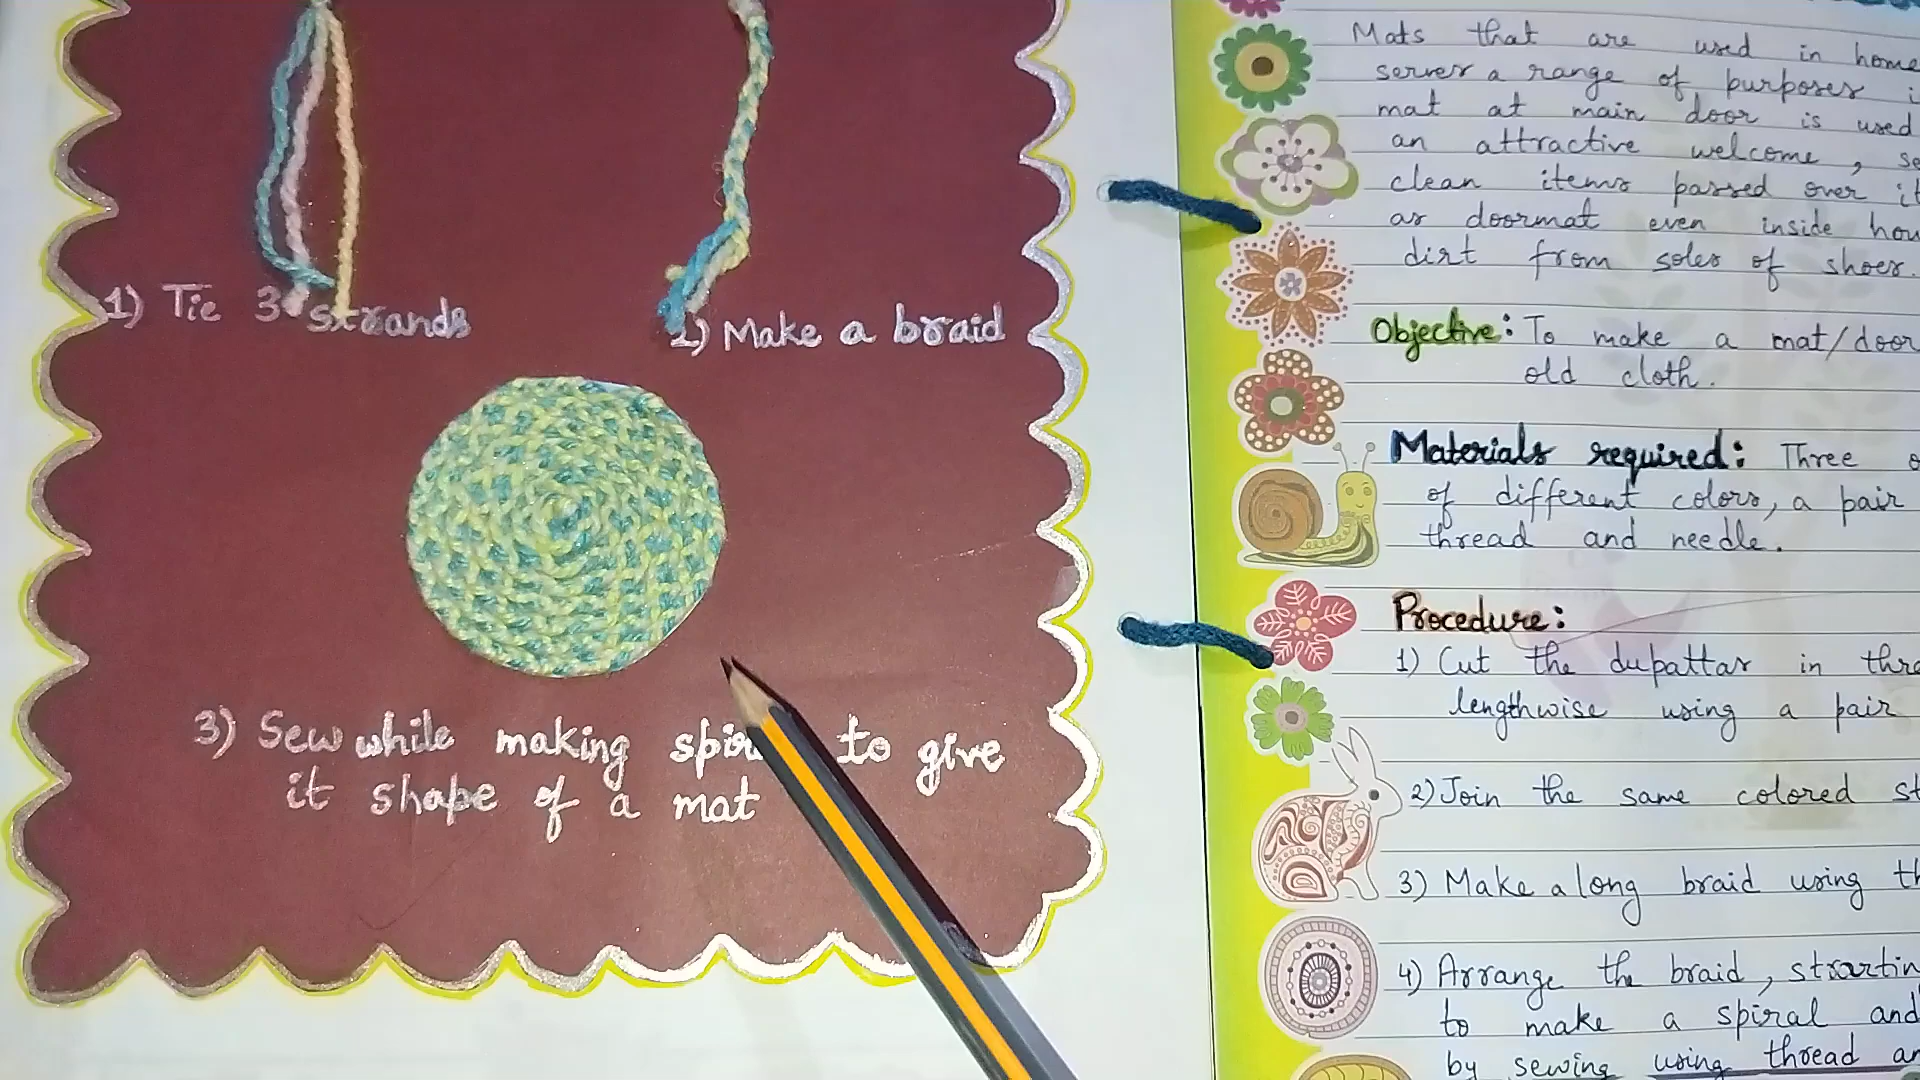 1) Tie 3 strands
2) Make a braid
3) Sew while making to give
it shape of a mat
Mats that are used in home
serves a range of purposes
mat at main door is used
an attractive welcome,
clean items passed over it
as doormat even inside
dirt from soles of shoes.
Objective: To make a mat/door
old cloth.
Materials required: Three
of different colors, a pair
thread and needle.
Procedure:
1) Cut the dupattas in
lengthwise using a pair
2) Join the same colored
3) Make a long braid using
4) Arrange the braid,
to make a spiral and
by sewing using thread